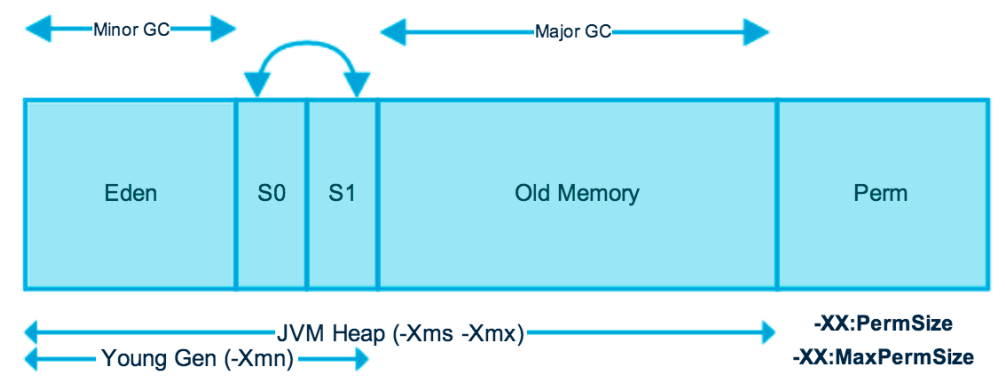 Minor GC
Major GC
Eden
S0
S1
Old Memory
Perm
JVM Heap (-Xms -Xmx)
Young Gen (-Xmn)
-XX:PermSize
-XX:MaxPermSize